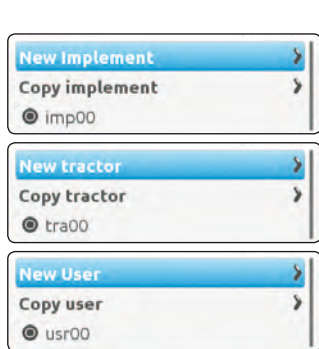 New Implement
Copy implement
imp00
New tractor
Copy tractor
tra00
New User
Copy user
usr00